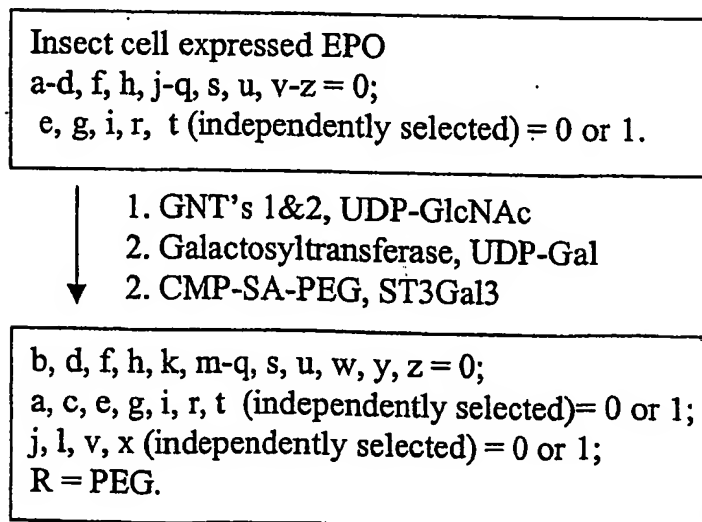 Insect cell expressed EPO
a-d, f, h, j-q, s, u, v-z = 0;
e, g, i, r, t (independently selected) = 0 or 1.
1. GNT's 1&2, UDP-GlcNAc
2. Galactosyltransferase, UDP-Gal
2. CMP-SA-PEG, ST3Gal3
b, d, f, h, k, m-q, s, u, w, y, z = 0;
a, c, e, g, i, r, t (independently selected)= 0 or 1;
j, l, v, x (independently selected) = 0 or 1;
R = PEG.